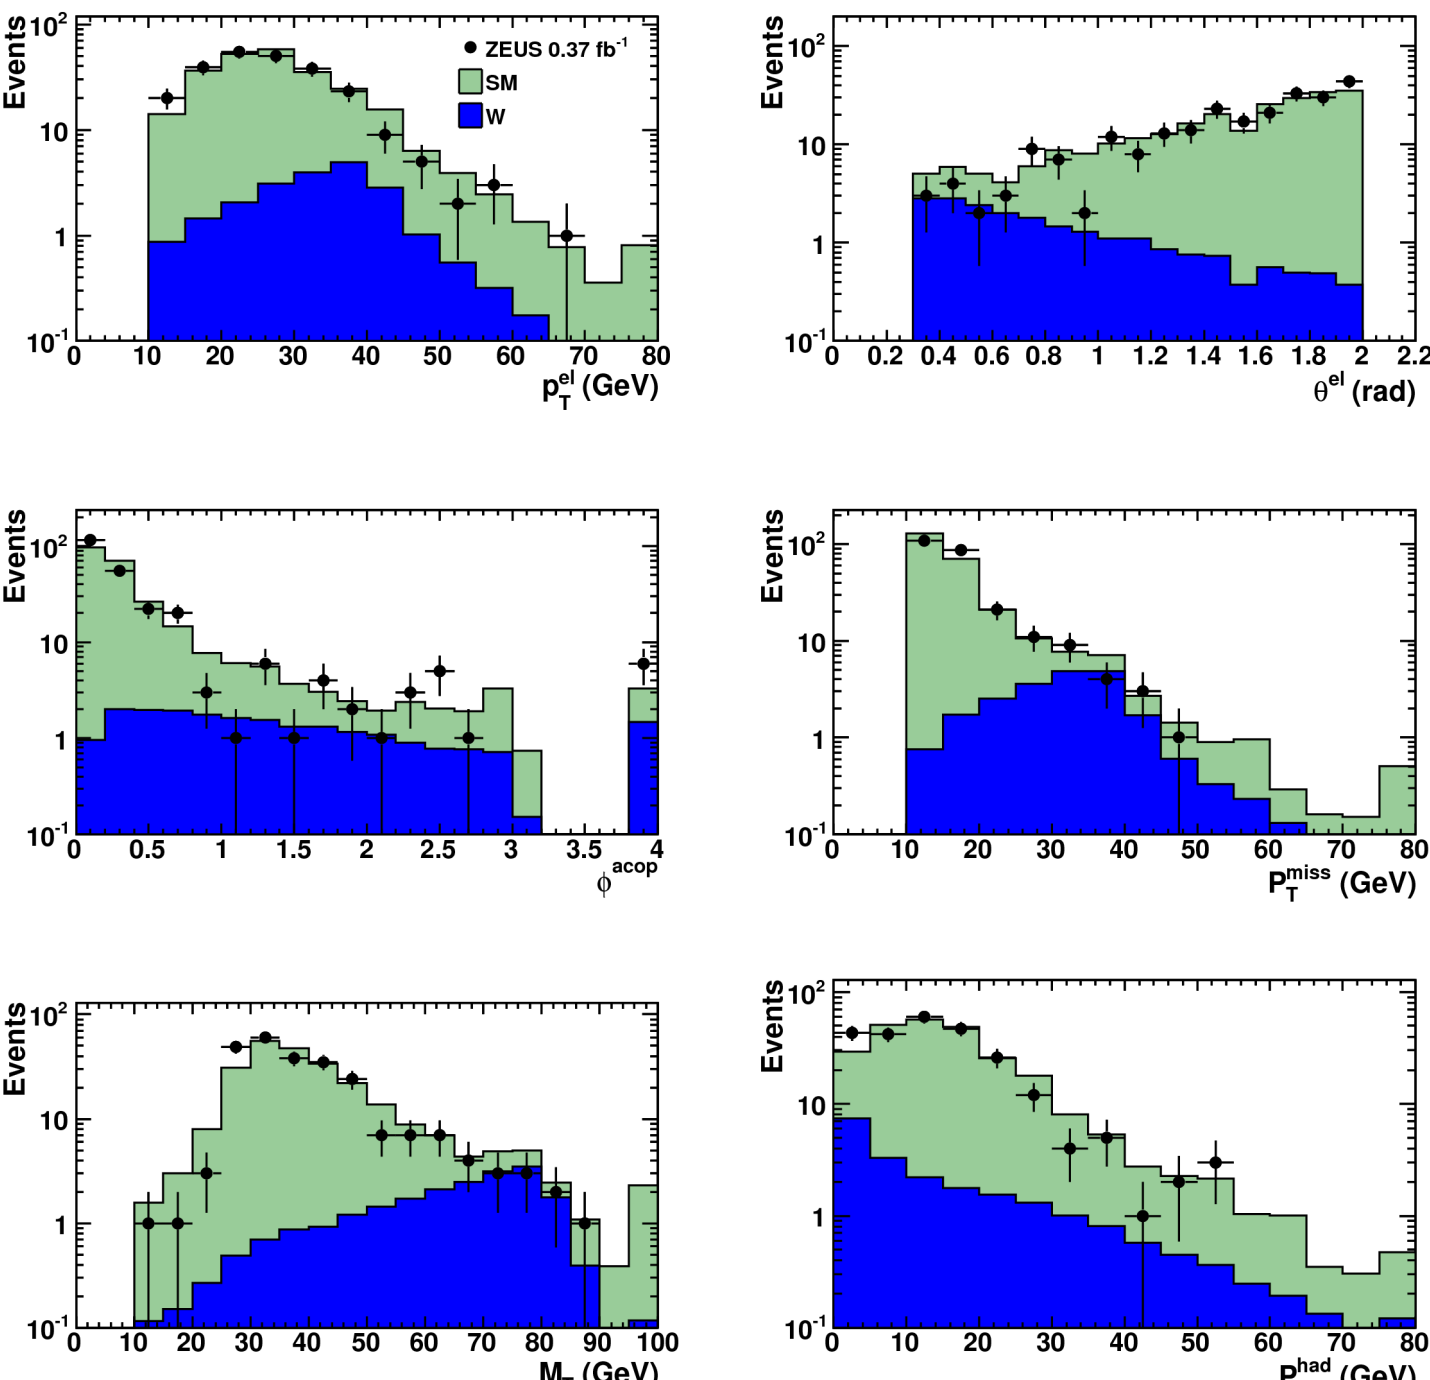 Events
10²
10
1
10⁻¹
0 10 20 30 40 50 60 70 80
p_T^el (GeV)
ZEUS 0.37 fb⁻¹
SM
W
Events
10²
10
1
10⁻¹
0 0.2 0.4 0.6 0.8 1 1.2 1.4 1.6 1.8 2 2.2
θ^el (rad)
Events
10²
10
1
10⁻¹
0 0.5 1 1.5 2 2.5 3 3.5 4
ϕ^acop
Events
10²
10
1
10⁻¹
0 10 20 30 40 50 60 70 80
P_T^miss (GeV)
Events
10²
10
1
10⁻¹
0 10 20 30 40 50 60 70 80 90 100
M_T (GeV)
Events
10²
10
1
10⁻¹
0 10 20 30 40 50 60 70 80
P^had (GeV)